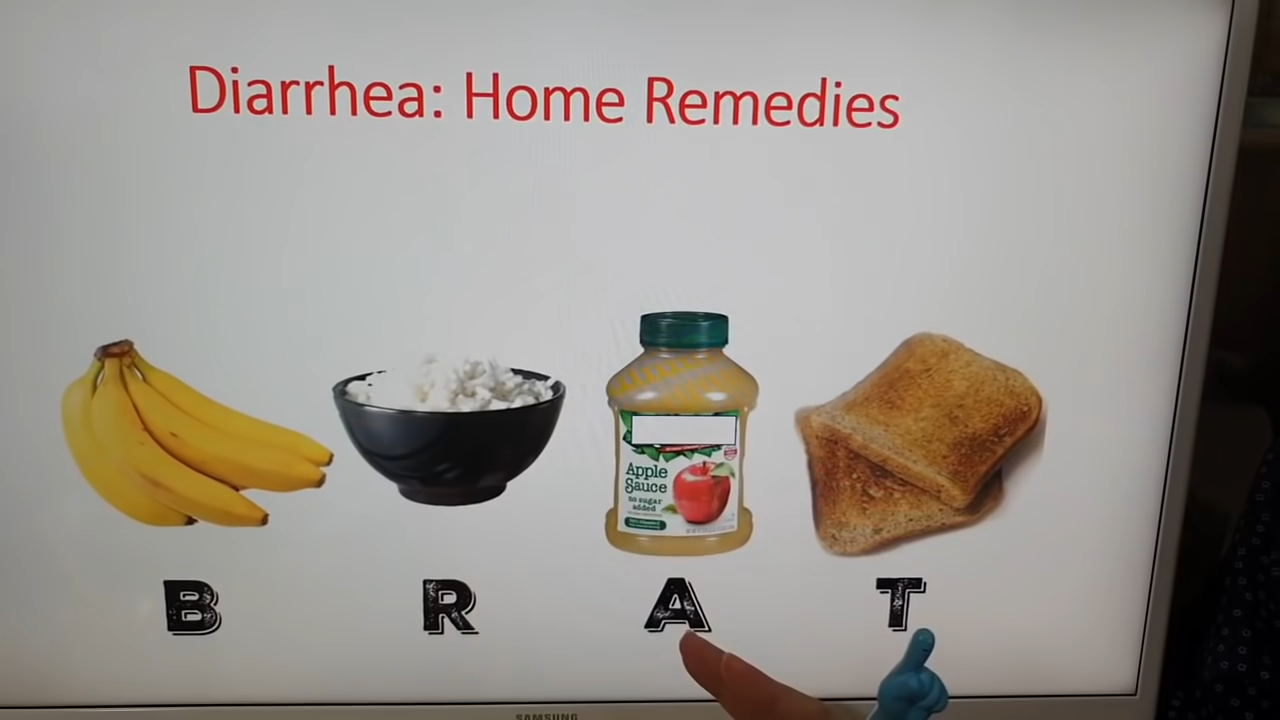 Diarrhea: Home Remedies
Apple
Sauce
no sugar
added
B R A T
SAMSUNG